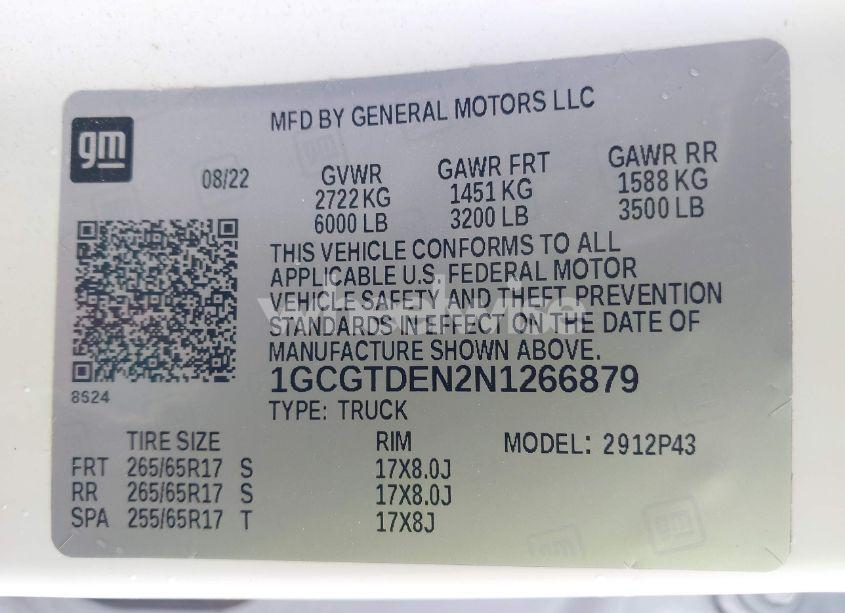 MFD BY GENERAL MOTORS LLC
gm
08/22
GVWR GAWR FRT GAWR RR
2722 KG 1451 KG 1588 KG
6000 LB 3200 LB 3500 LB
THIS VEHICLE CONFORMS TO ALL
APPLICABLE U.S. FEDERAL MOTOR
VEHICLE SAFETY AND THEFT PREVENTION
STANDARDS IN EFFECT ON THE DATE OF
MANUFACTURE SHOWN ABOVE.
1GCGTDEN2N1266879
8S24
TYPE: TRUCK
TIRE SIZE RIM MODEL: 2912P43
FRT 265/65R17 S 17X8.0J
RR 265/65R17 S 17X8.0J
SPA 255/65R17 T 17X8J
gm